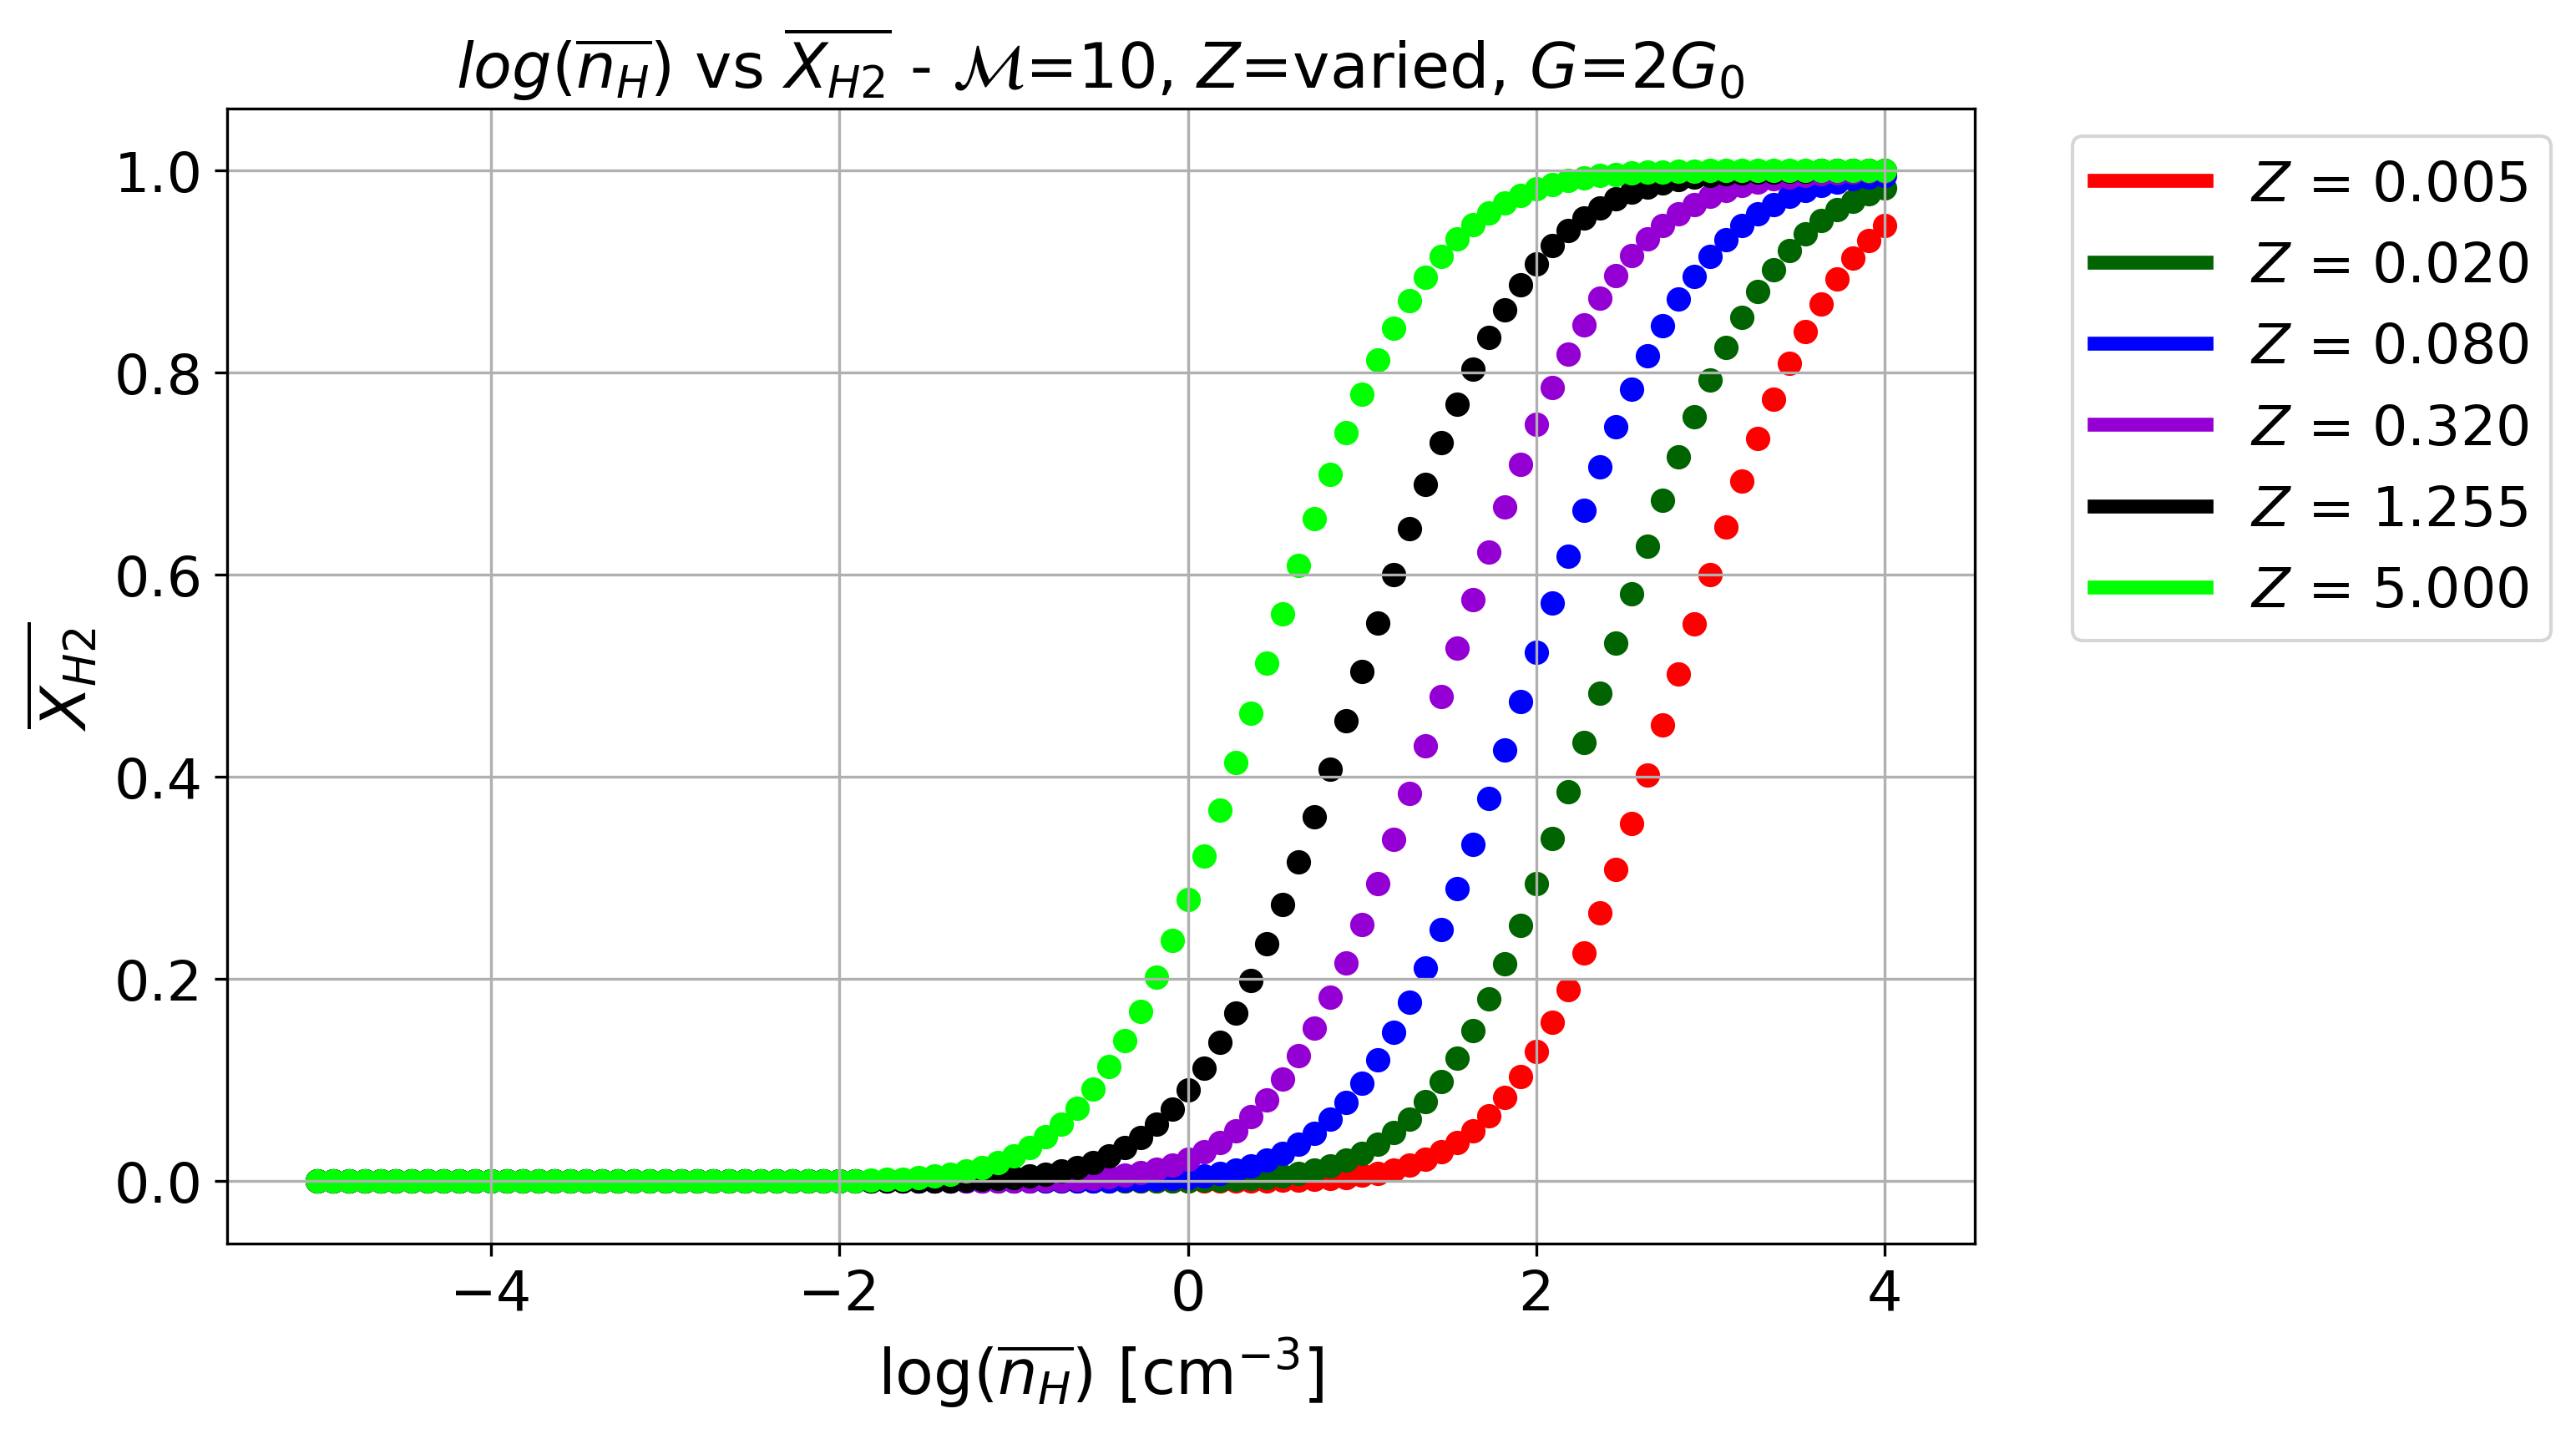 log(n_H) vs X_H2 - ℳ=10, Z=varied, G=2G_0
1.0
0.8
0.6
0.4
0.2
0.0
X_H2
−4 −2 0 2 4
log(n_H) [cm^−3]
Z = 0.005
Z = 0.020
Z = 0.080
Z = 0.320
Z = 1.255
Z = 5.000